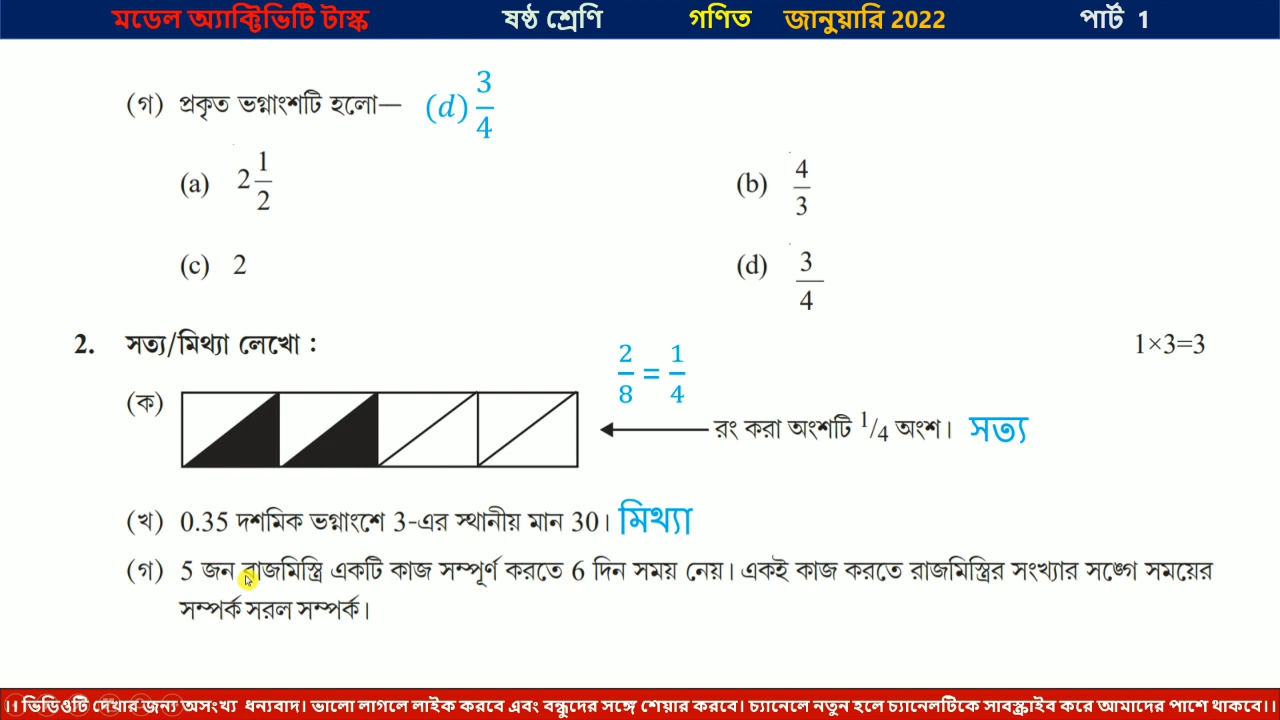 মডেল অ্যাক্টিভিটি টাস্ক ষষ্ঠ শ্রেণি গণিত জানুয়ারি 2022 পার্ট 1
(গ) প্রকৃত ভগ্নাংশটি হলো— (d) 3/4
(a) 2 1/2 (b) 4/3
(c) 2 (d) 3/4
2. সত্য/মিথ্যা লেখো : 1×3=3
2/8 = 1/4
(ক) রং করা অংশটি 1/4 অংশ। সত্য
(খ) 0.35 দশমিক ভগ্নাংশে 3-এর স্থানীয় মান 30। মিথ্যা
(গ) 5 জন রাজমিস্ত্রি একটি কাজ সম্পূর্ণ করতে 6 দিন সময় নেয়। একই কাজ করতে রাজমিস্ত্রির সংখ্যার সঙ্গে সময়ের
সম্পর্ক সরল সম্পর্ক।
।। ভিডিওটি দেখার জন্য অসংখ্য ধন্যবাদ। ভালো লাগলে লাইক করবে এবং বন্ধুদের সঙ্গে শেয়ার করবে। চ্যানেলে নতুন হলে চ্যানেলটিকে সাবস্ক্রাইব করে আমাদের পাশে থাকবে।।